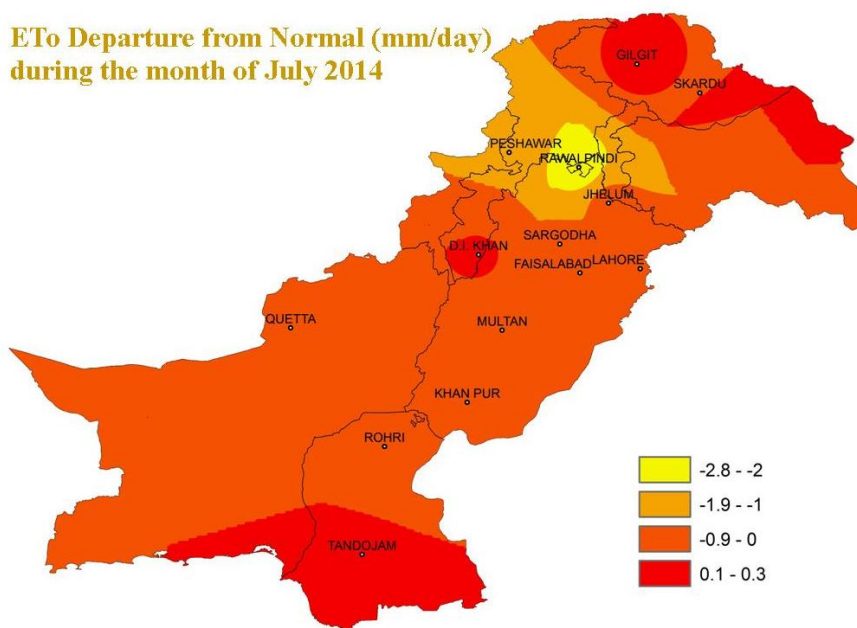 ETo Departure from Normal (mm/day)
during the month of July 2014
GILGIT
SKARDU
PESHAWAR
RAWALPINDI
JHELUM
SARGODHA
D.I. KHAN
FAISALABAD
LAHORE
QUETTA
MULTAN
KHAN PUR
ROHRI
TANDOJAM
-2.8 - -2
-1.9 - -1
-0.9 - 0
0.1 - 0.3